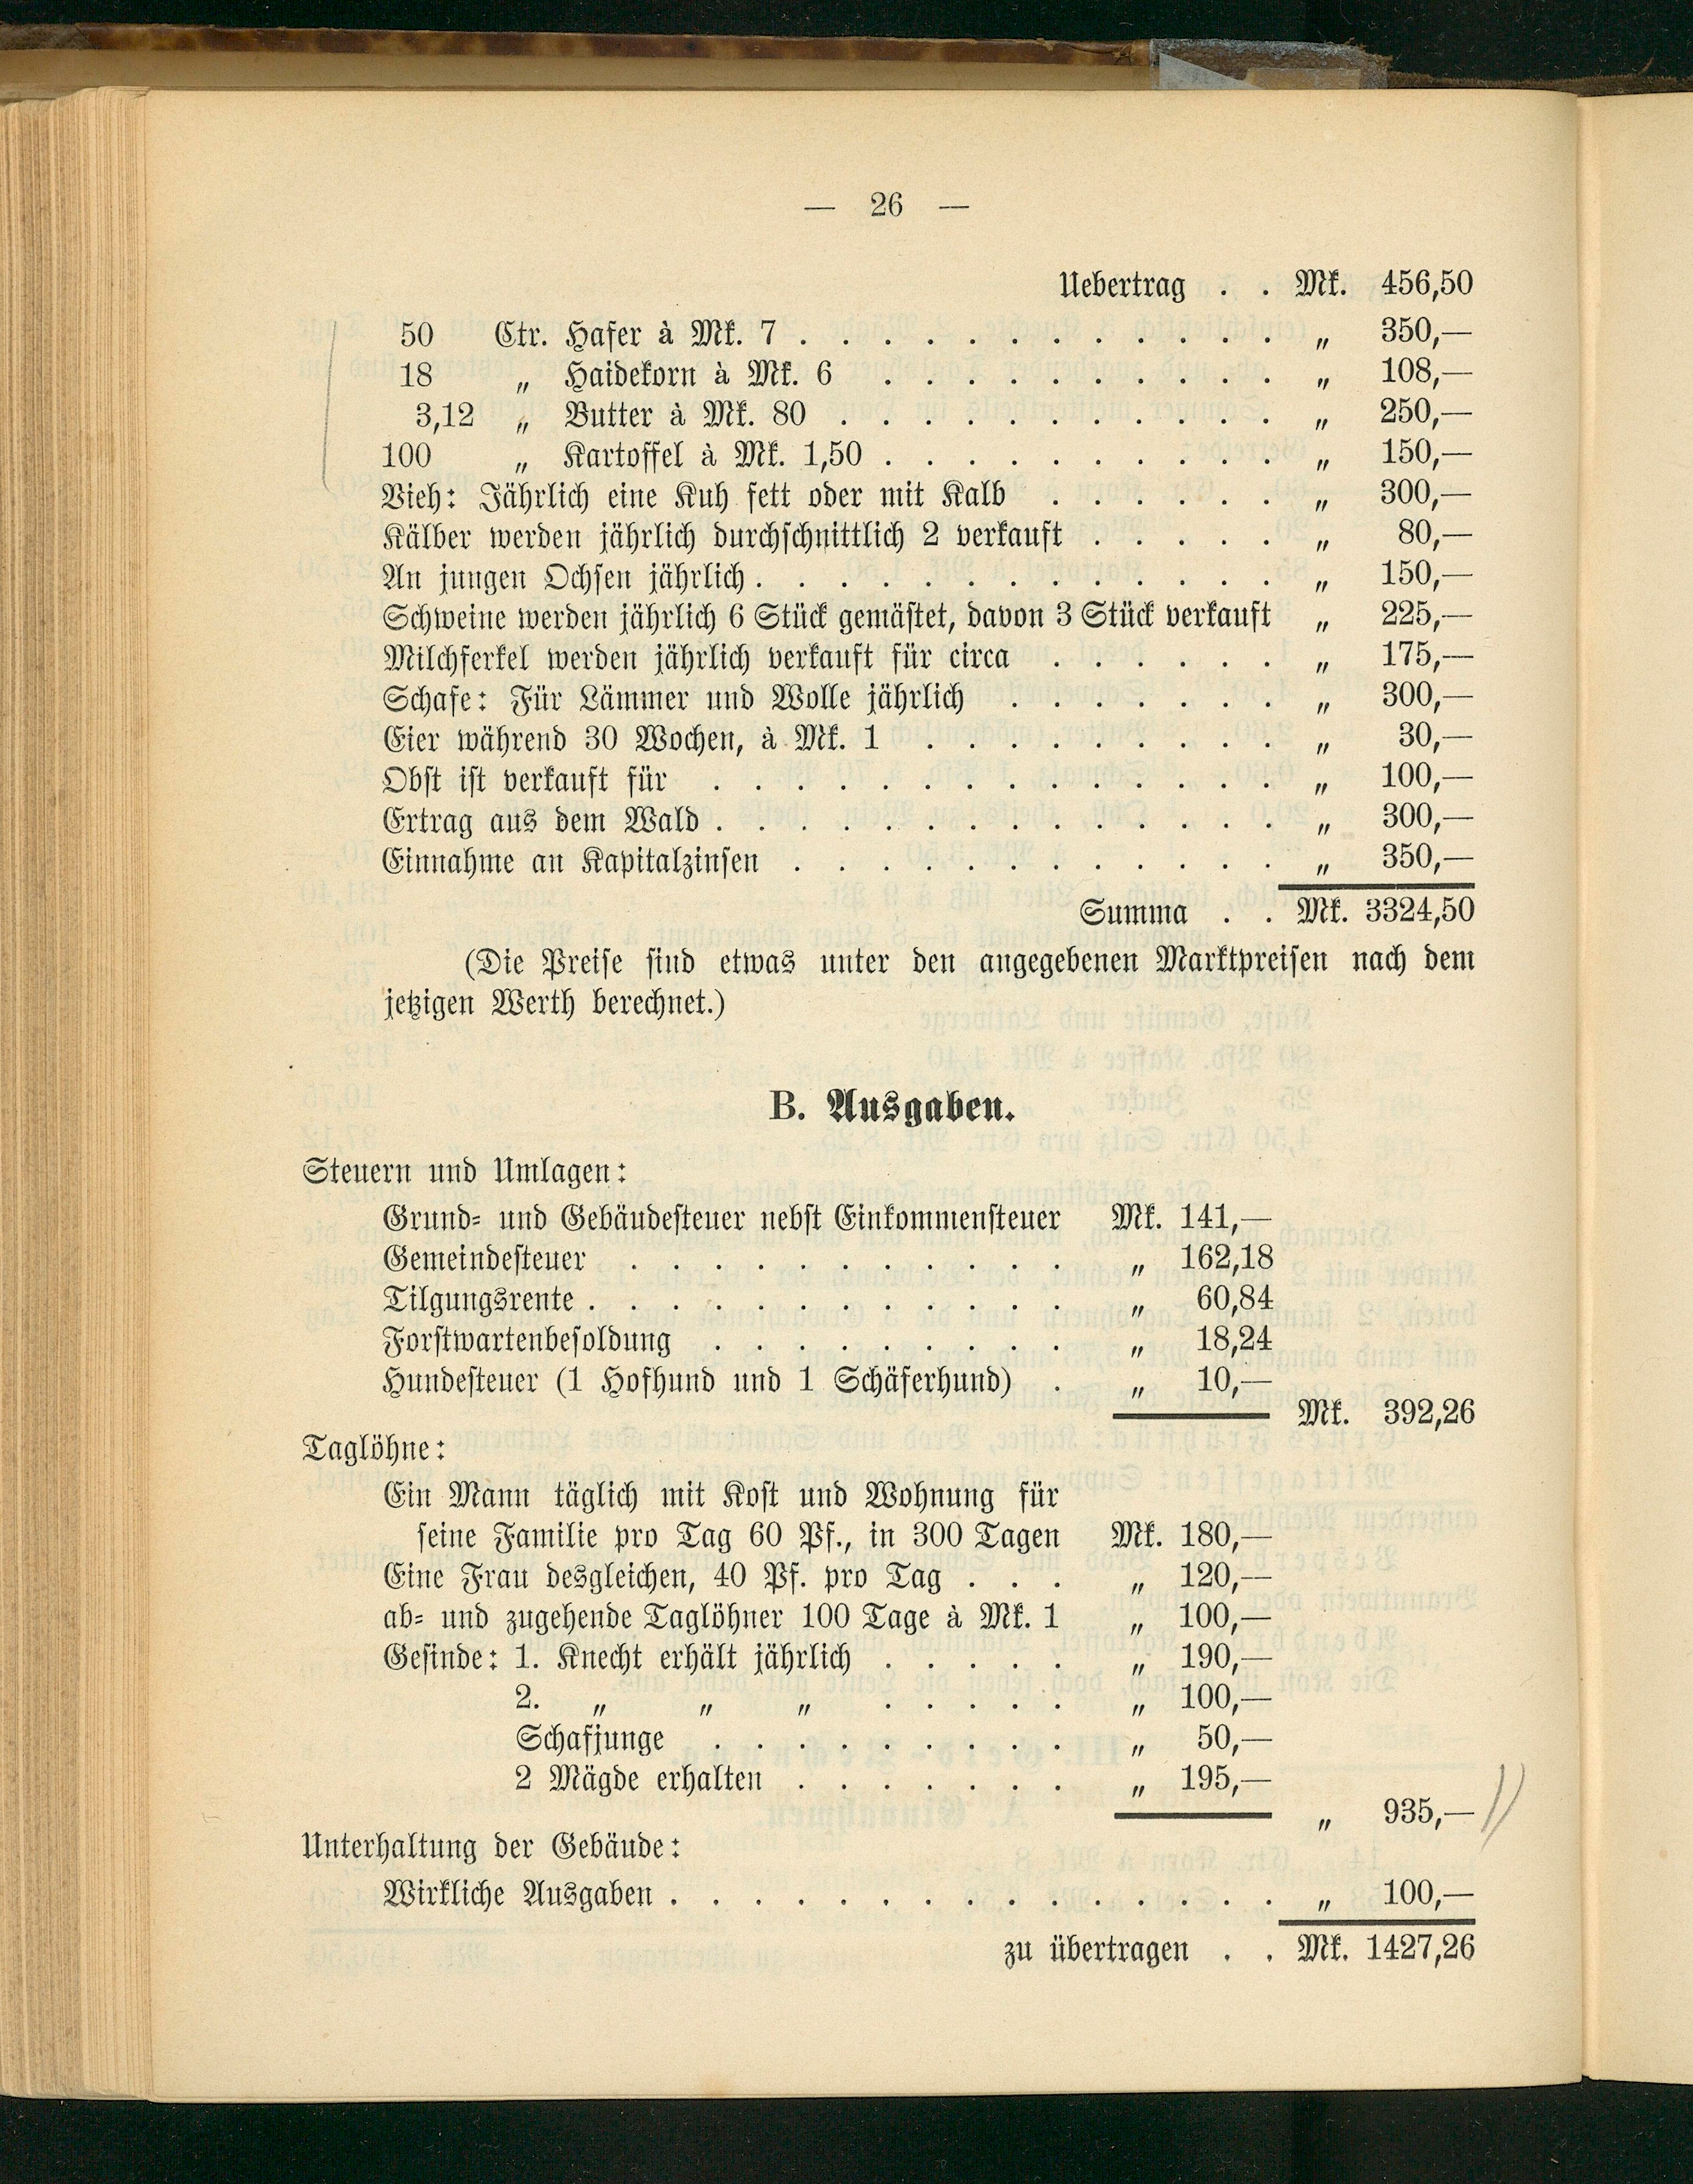 — 26 —
Uebertrag . . Mk. 456,50
50 Ctr. Hafer à Mk. 7 . . . . . . . . . . . . „ 350,—
18 „ Haidekorn à Mk. 6 . . . . . . . . . . „ 108,—
3,12 „ Butter à Mk. 80 . . . . . . . . . . . „ 250,—
100 „ Kartoffel à Mk. 1,50 . . . . . . . . . . „ 150,—
Vieh: Jährlich eine Kuh fett oder mit Kalb . . . . . . „ 300,—
Kälber werden jährlich durchschnittlich 2 verkauft . . . . . „ 80,—
An jungen Ochsen jährlich . . . . . . . . . . . . . „ 150,—
Schweine werden jährlich 6 Stück gemästet, davon 3 Stück verkauft „ 225,—
Milchferkel werden jährlich verkauft für circa . . . . . . „ 175,—
Schafe: Für Lämmer und Wolle jährlich . . . . . . . „ 300,—
Eier während 30 Wochen, à Mk. 1 . . . . . . . . . „ 30,—
Obst ist verkauft für . . . . . . . . . . . . . . „ 100,—
Ertrag aus dem Wald . . . . . . . . . . . . . . „ 300,—
Einnahme an Kapitalzinsen . . . . . . . . . . . . „ 350,—
Summa . . Mk. 3324,50
(Die Preise sind etwas unter den angegebenen Marktpreisen nach dem
jetzigen Werth berechnet.)
B. Ausgaben.
Steuern und Umlagen:
Grund- und Gebäudesteuer nebst Einkommensteuer Mk. 141,—
Gemeindesteuer . . . . . . . . . . . „ 162,18
Tilgungsrente . . . . . . . . . . . . „ 60,84
Forstwartenbesoldung . . . . . . . . . „ 18,24
Hundesteuer (1 Hofhund und 1 Schäferhund) . „ 10,—
Mk. 392,26
Taglöhne:
Ein Mann täglich mit Kost und Wohnung für
seine Familie pro Tag 60 Pf., in 300 Tagen Mk. 180,—
Eine Frau desgleichen, 40 Pf. pro Tag . . . „ 120,—
ab- und zugehende Taglöhner 100 Tage à Mk. 1 „ 100,—
Gesinde: 1. Knecht erhält jährlich . . . . . „ 190,—
2. „ „ „ . . . . . „ 100,—
Schafjunge . . . . . . . . . „ 50,—
2 Mägde erhalten . . . . . . . „ 195,—
„ 935,—
Unterhaltung der Gebäude:
Wirkliche Ausgaben . . . . . . . . . . . . . . . „ 100,—
zu übertragen . . Mk. 1427,26